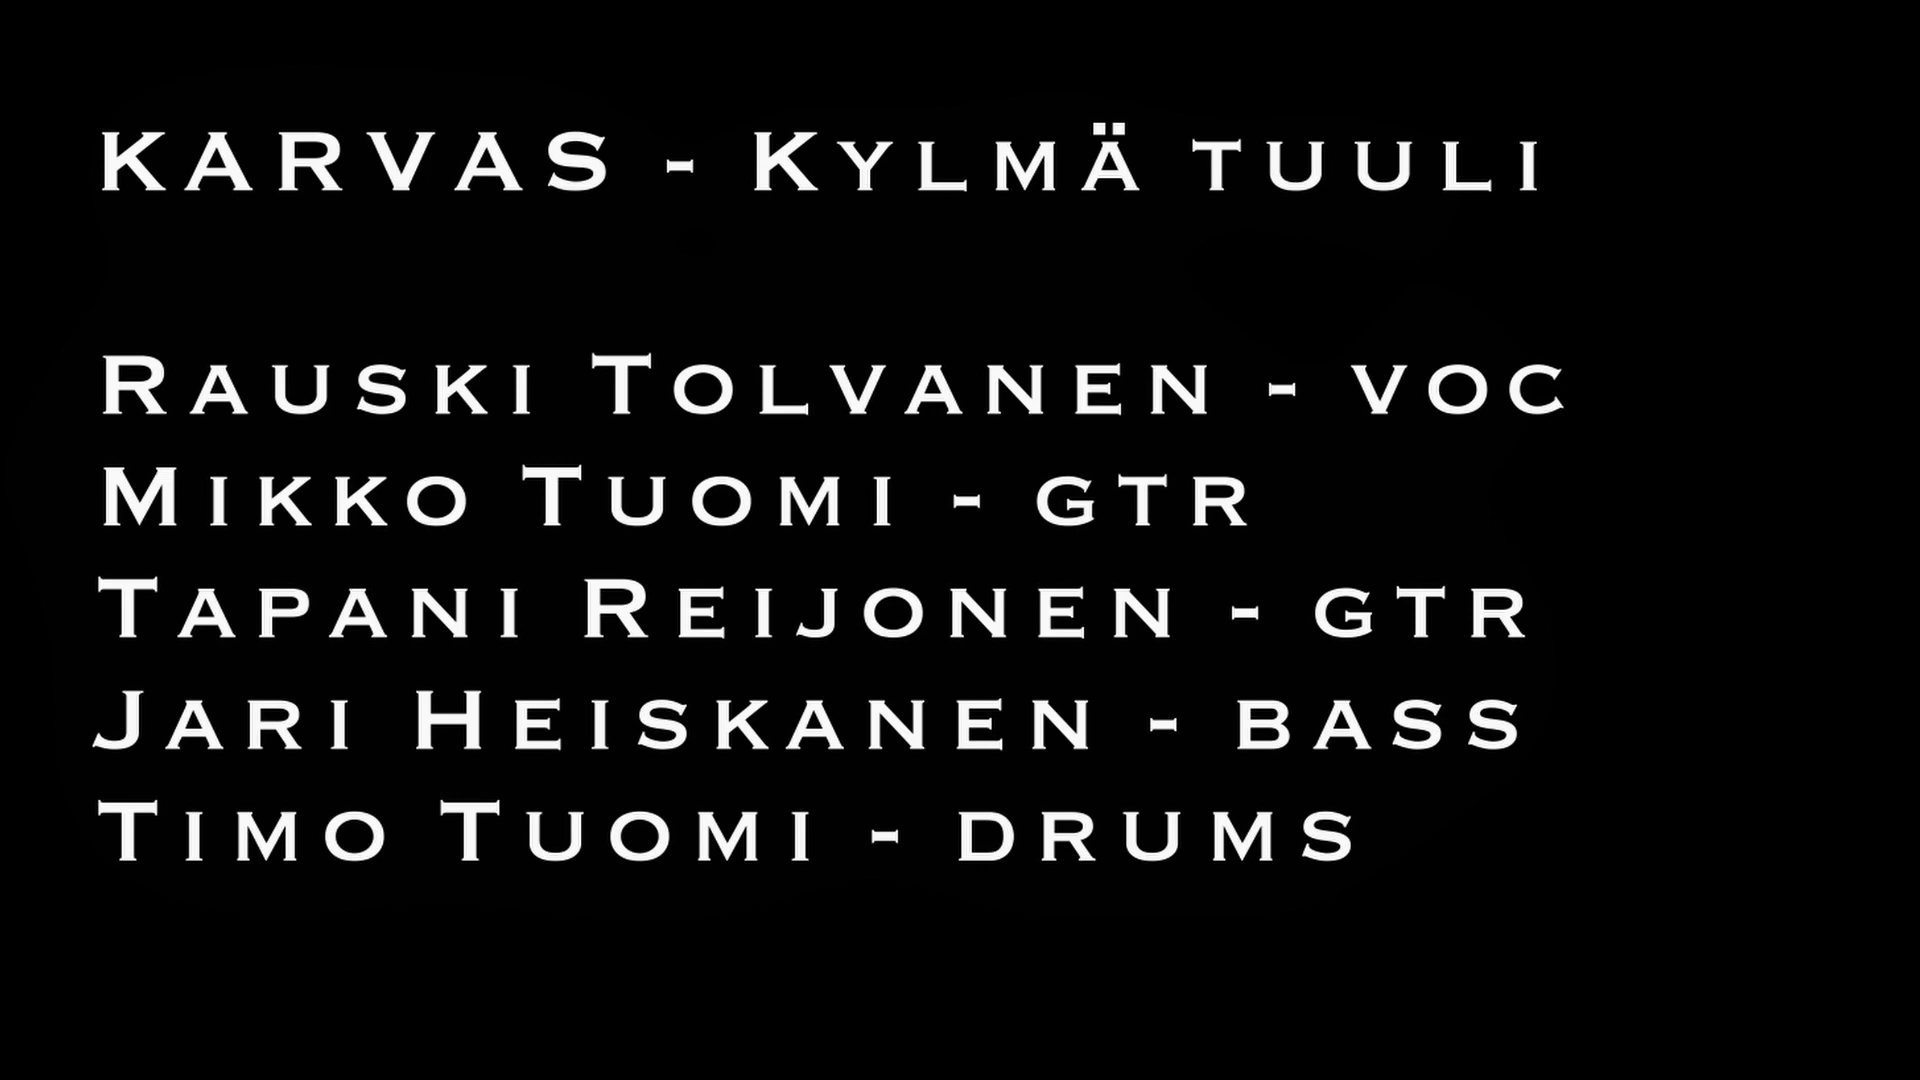 KARVAS - Kylmä tuuli
Rauski Tolvanen - voc
Mikko Tuomi - gtr
Tapani Reijonen - gtr
Jari Heiskanen - bass
Timo Tuomi - drums